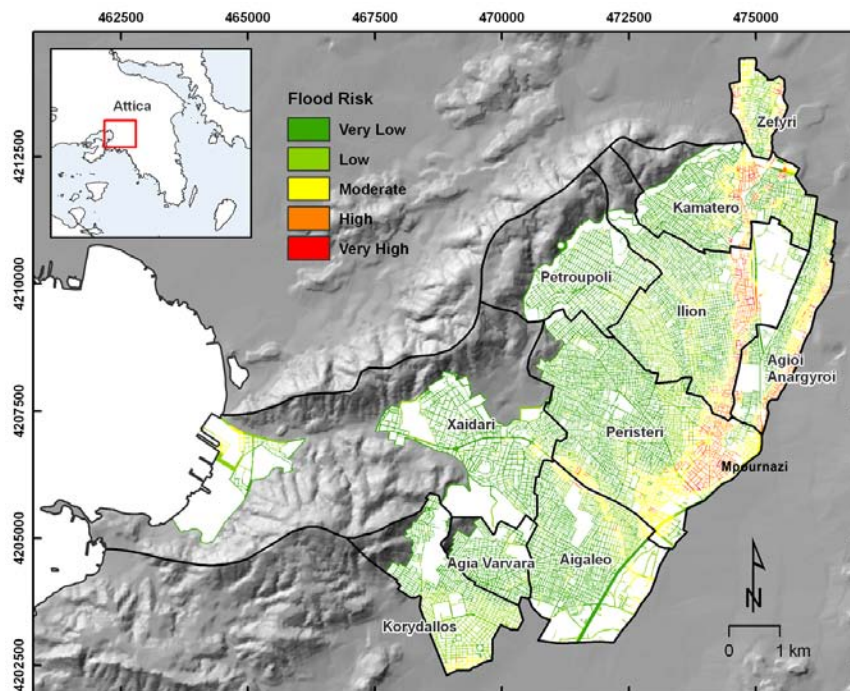 462500 465000 467500 470000 472500 475000
4212500
4210000
4207500
4205000
4202500
Attica
Flood Risk
Very Low
Low
Moderate
High
Very High
Zefyri
Kamatero
Petroupoli
Ilion
Agioi
Anargyroi
Xaidari
Peristeri
Mpournazi
Agia Varvara
Aigaleo
Korydallos
N
0 1 km